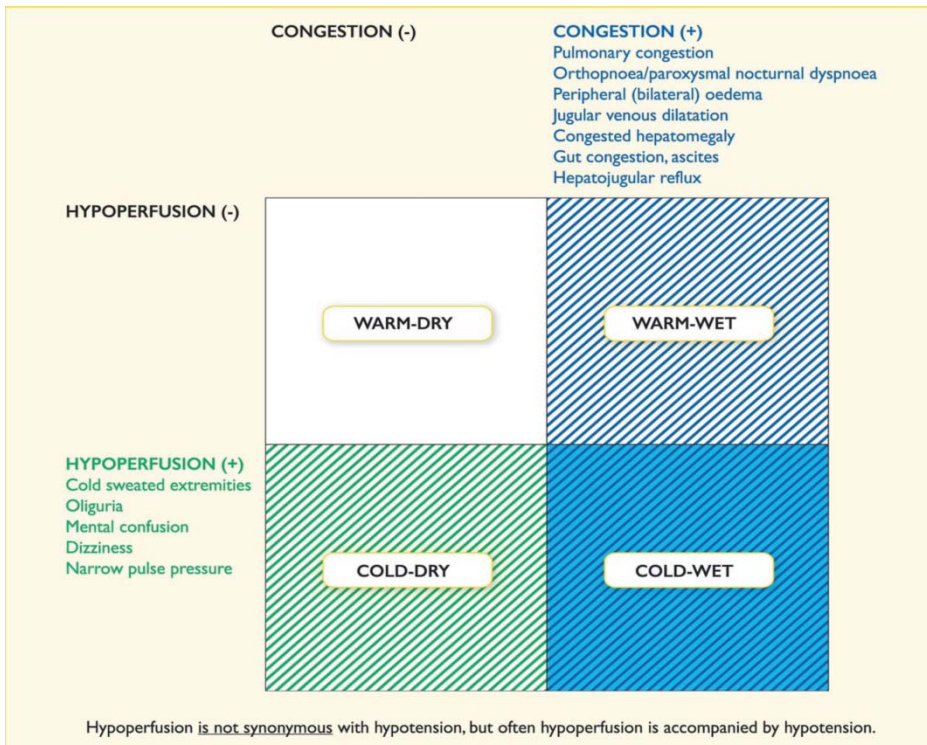 CONGESTION (-)
CONGESTION (+)
Pulmonary congestion
Orthopnoea/paroxysmal nocturnal dyspnoea
Peripheral (bilateral) oedema
Jugular venous dilatation
Congested hepatomegaly
Gut congestion, ascites
Hepatojugular reflux
HYPOPERFUSION (-)
WARM-DRY
WARM-WET
HYPOPERFUSION (+)
Cold sweated extremities
Oliguria
Mental confusion
Dizziness
Narrow pulse pressure
COLD-DRY
COLD-WET
Hypoperfusion is not synonymous with hypotension, but often hypoperfusion is accompanied by hypotension.